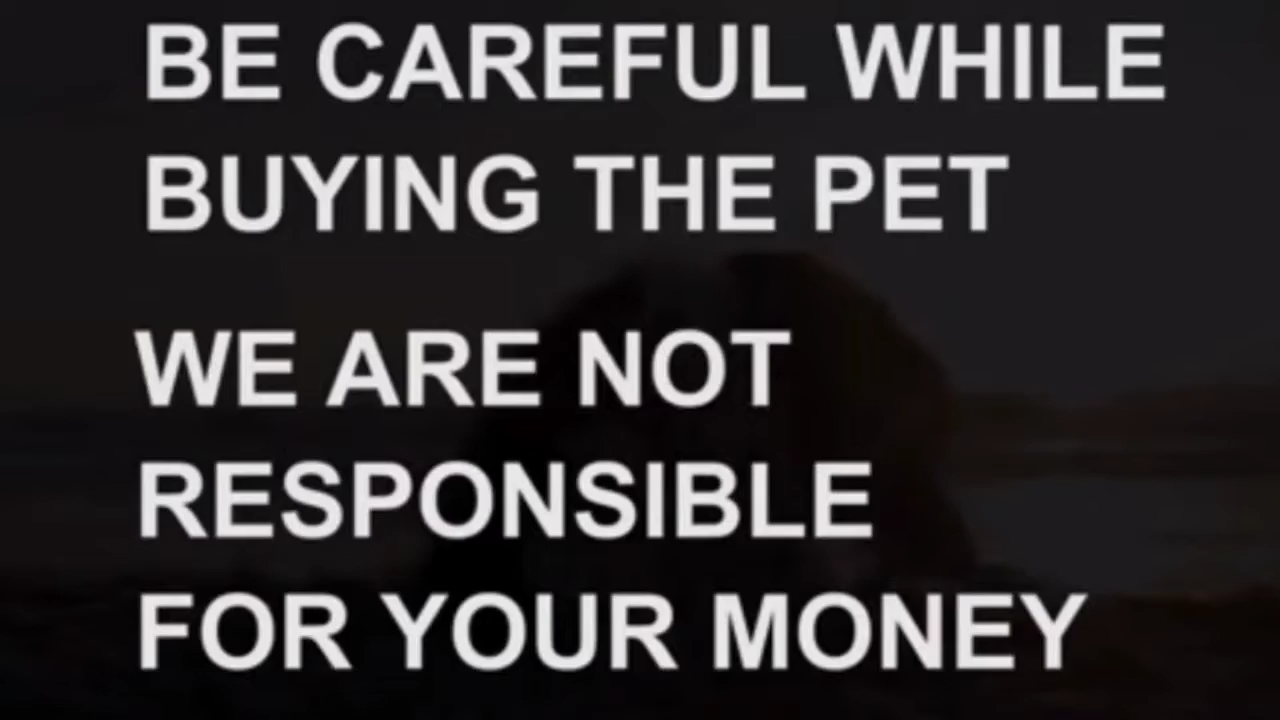 BE CAREFUL WHILE
BUYING THE PET
WE ARE NOT
RESPONSIBLE
FOR YOUR MONEY